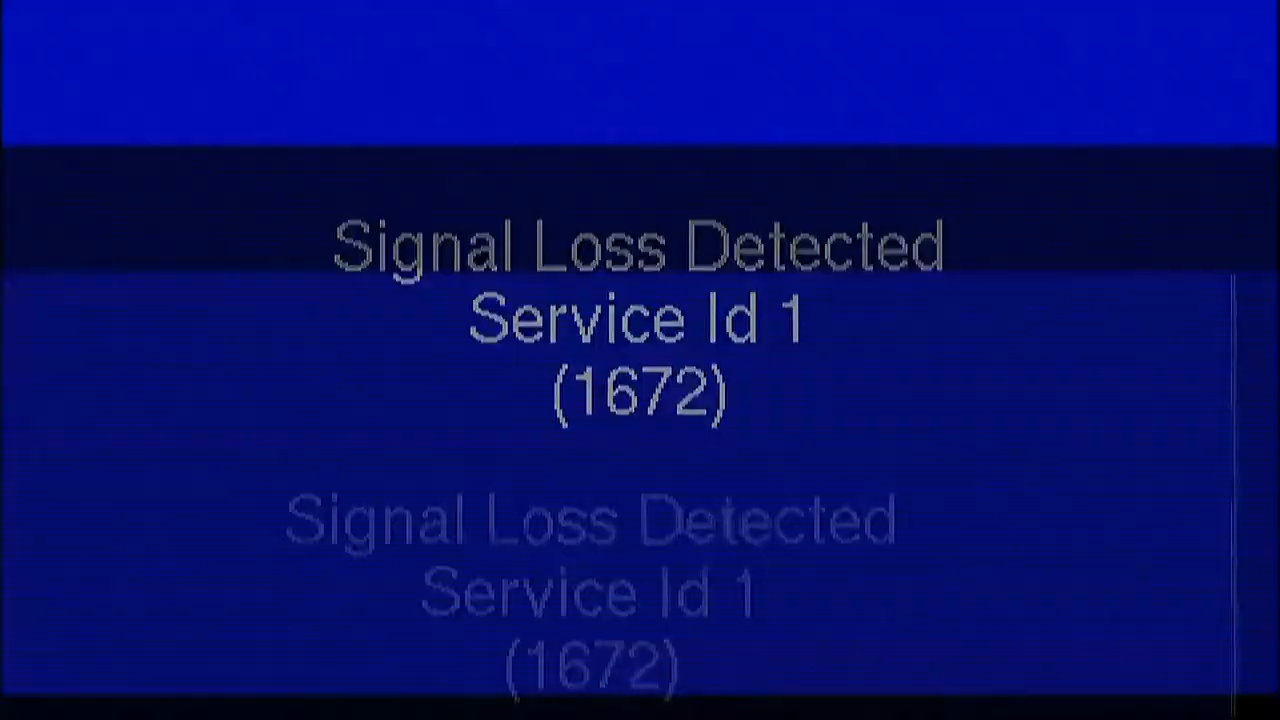 Signal Loss Detected
Service Id 1
(1672)
Signal Loss Detected
Service Id 1
(1672)